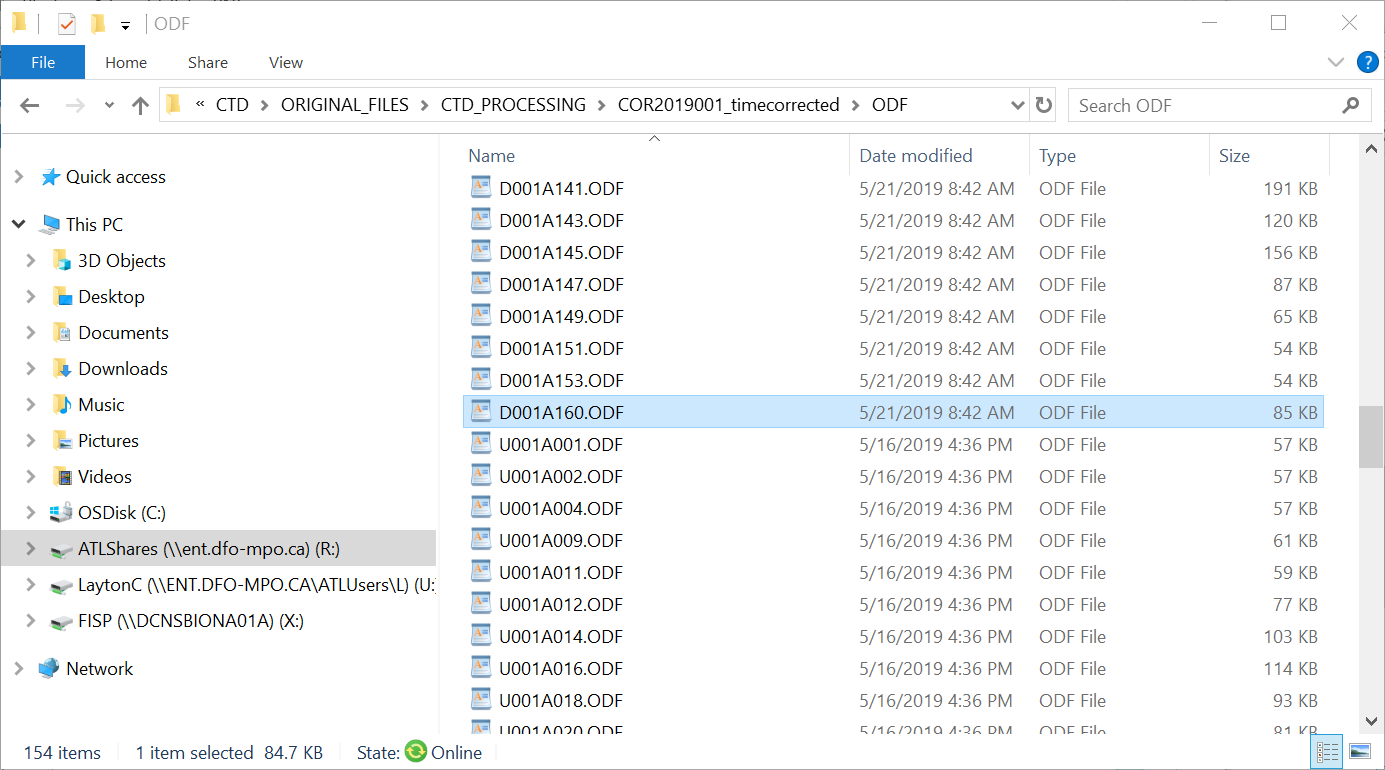 ODF
File Home Share View
« CTD > ORIGINAL_FILES > CTD_PROCESSING > COR2019001_timecorrected > ODF
Search ODF
Quick access
This PC
3D Objects
Desktop
Documents
Downloads
Music
Pictures
Videos
OSDisk (C:)
ATLShares (\\ent.dfo-mpo.ca) (R:)
LaytonC (\\ENT.DFO-MPO.CA\ATLUsers\L) (U:
FISP (\\DCNSBIONA01A) (X:)
Network
Name Date modified Type Size
D001A141.ODF 5/21/2019 8:42 AM ODF File 191 KB
D001A143.ODF 5/21/2019 8:42 AM ODF File 120 KB
D001A145.ODF 5/21/2019 8:42 AM ODF File 156 KB
D001A147.ODF 5/21/2019 8:42 AM ODF File 87 KB
D001A149.ODF 5/21/2019 8:42 AM ODF File 65 KB
D001A151.ODF 5/21/2019 8:42 AM ODF File 54 KB
D001A153.ODF 5/21/2019 8:42 AM ODF File 54 KB
D001A160.ODF 5/21/2019 8:42 AM ODF File 85 KB
U001A001.ODF 5/16/2019 4:36 PM ODF File 57 KB
U001A002.ODF 5/16/2019 4:36 PM ODF File 57 KB
U001A004.ODF 5/16/2019 4:36 PM ODF File 57 KB
U001A009.ODF 5/16/2019 4:36 PM ODF File 61 KB
U001A011.ODF 5/16/2019 4:36 PM ODF File 59 KB
U001A012.ODF 5/16/2019 4:36 PM ODF File 77 KB
U001A014.ODF 5/16/2019 4:36 PM ODF File 103 KB
U001A016.ODF 5/16/2019 4:36 PM ODF File 114 KB
U001A018.ODF 5/16/2019 4:36 PM ODF File 93 KB
U001A020.ODF 5/16/2019 4:36 PM ODF File 81 KB
154 items 1 item selected 84.7 KB State: Online